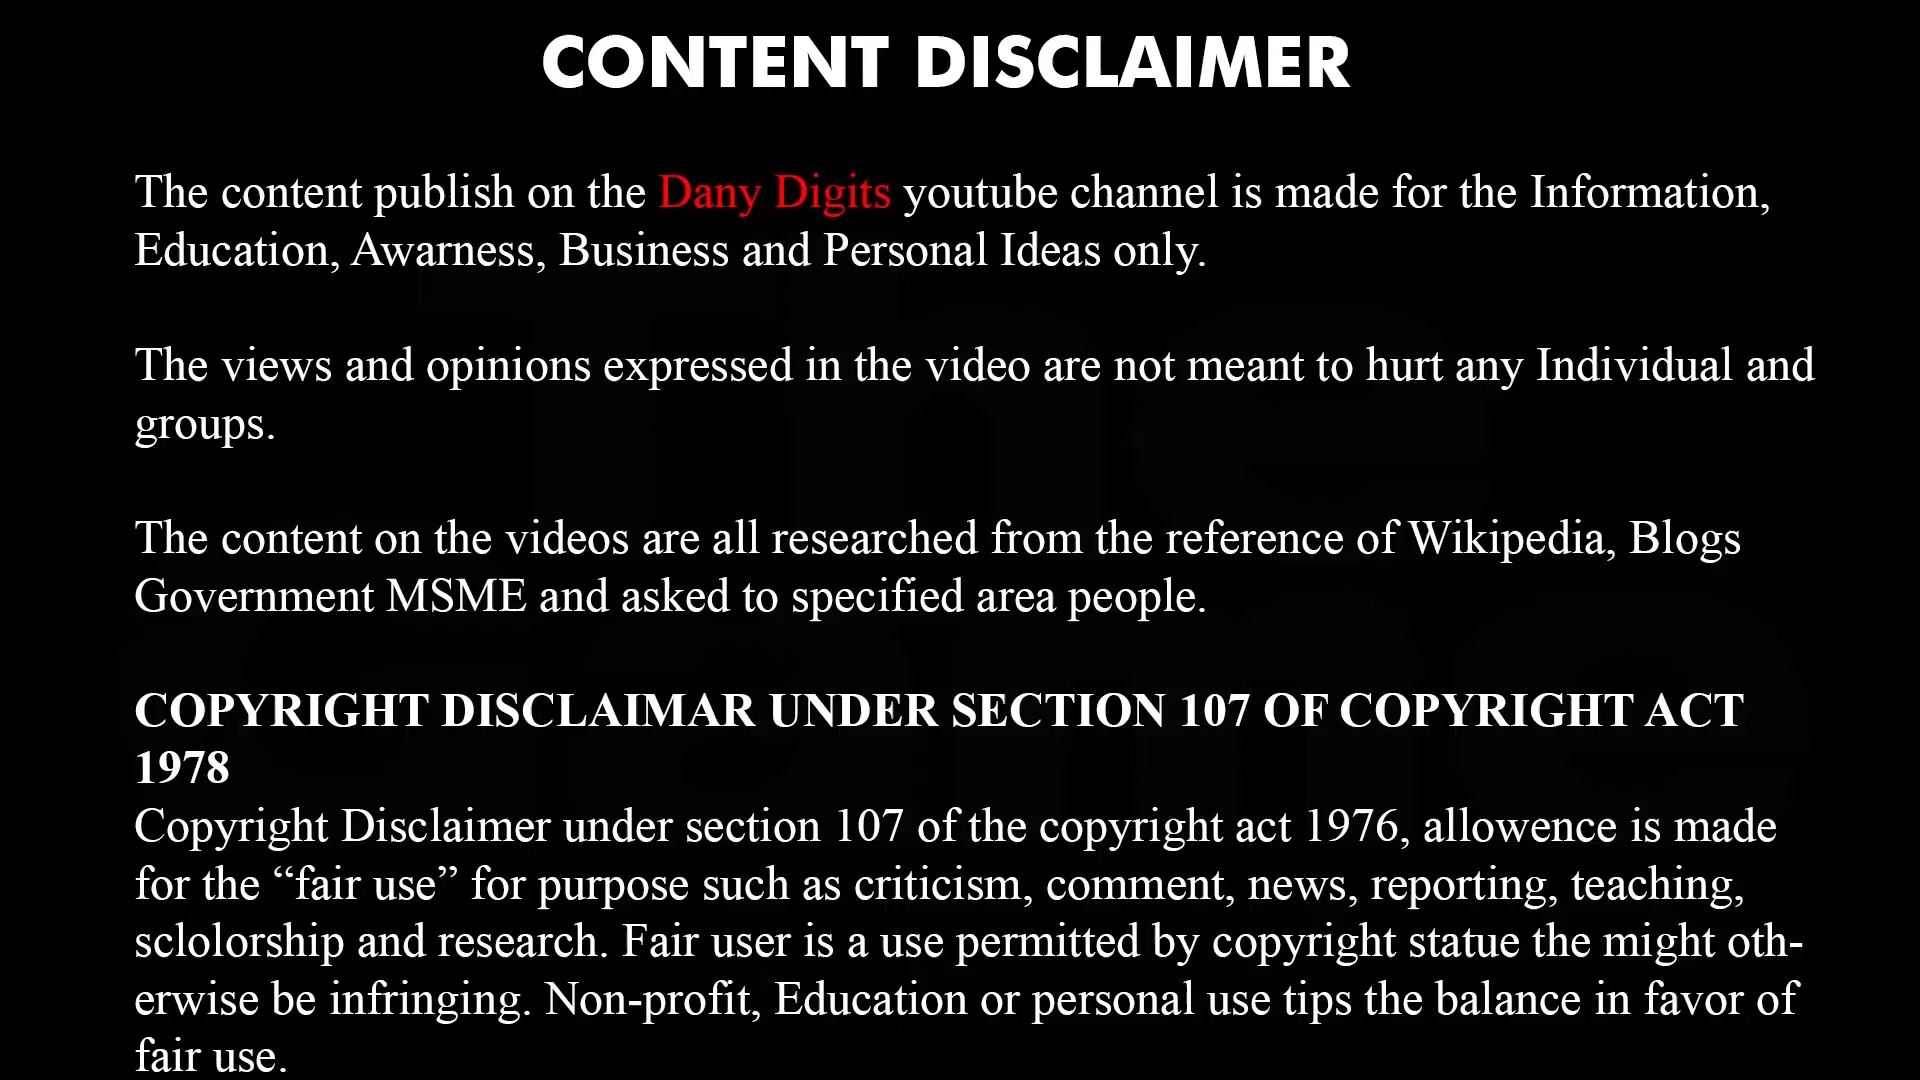 CONTENT DISCLAIMER
The content publish on the Dany Digits youtube channel is made for the Information,
Education, Awarness, Business and Personal Ideas only.
The views and opinions expressed in the video are not meant to hurt any Individual and
groups.
The content on the videos are all researched from the reference of Wikipedia, Blogs
Government MSME and asked to specified area people.
COPYRIGHT DISCLAIMAR UNDER SECTION 107 OF COPYRIGHT ACT
1978
Copyright Disclaimer under section 107 of the copyright act 1976, allowence is made
for the “fair use” for purpose such as criticism, comment, news, reporting, teaching,
sclolorship and research. Fair user is a use permitted by copyright statue the might oth-
erwise be infringing. Non-profit, Education or personal use tips the balance in favor of
fair use.